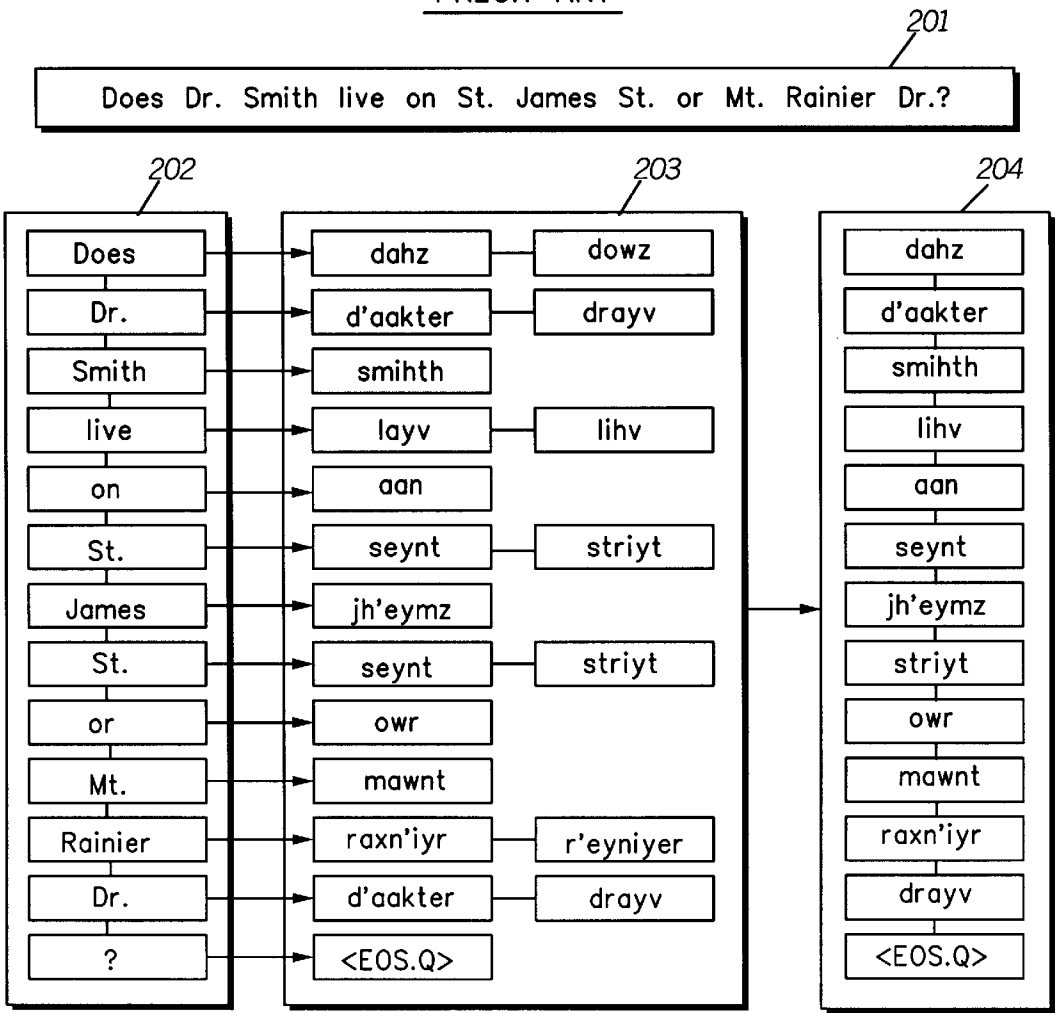 201
Does Dr. Smith live on St. James St. or Mt. Rainier Dr.?
202 203 204
Does dahz dowz dahz
Dr. d'aakter drayv d'aakter
Smith smihth smihth
live layv lihv lihv
on aan aan
St. seynt striyt seynt
James jh'eymz jh'eymz
St. seynt striyt striyt
or owr owr
Mt. mawnt mawnt
Rainier raxn'iyr r'eyniyer raxn'iyr
Dr. d'aakter drayv drayv
? <EOS.Q> <EOS.Q>